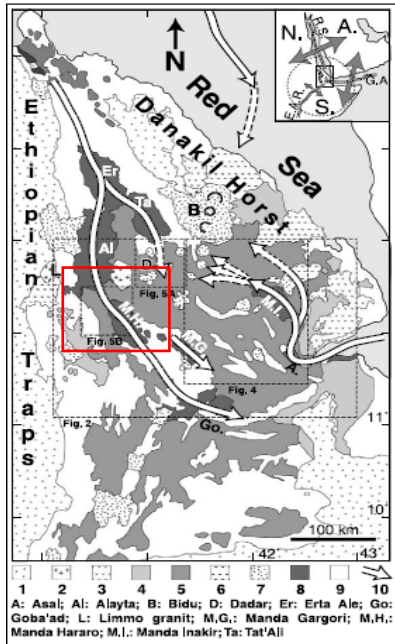 N.
A.
R.S.
G.A
E.A.R.
S.
N
Red
Sea
Danakil Horst
Ethiopian
Traps
Er
Ta
B
Al
D
L
Fig. 5A
M.H.
M.I.
M.G.
Fig. 5B
A.
Fig. 4
Go.
Fig. 2
11
10
100 km
42
43
1 2 3 4 5 6 7 8 9 10
A: Asal; Al: Alayta; B: Bidu; D: Dadar; Er: Erta Ale; Go:
Goba'ad; L: Limmo granit; M,G,: Manda Gargori; M,H,:
Manda Hararo; M.I.: Manda Inakir; Ta: Tat'Ali